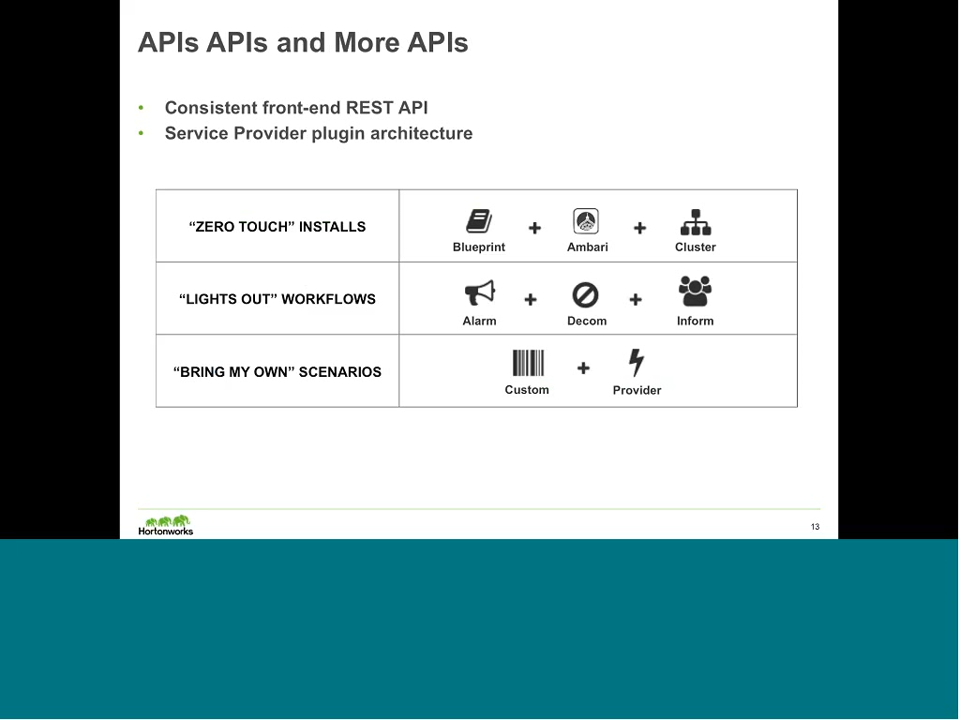 APIs APIs and More APIs
• Consistent front-end REST API
• Service Provider plugin architecture
“ZERO TOUCH” INSTALLS
Blueprint + Ambari + Cluster
“LIGHTS OUT” WORKFLOWS
Alarm + Decom + Inform
“BRING MY OWN” SCENARIOS
Custom + Provider
Hortonworks
13